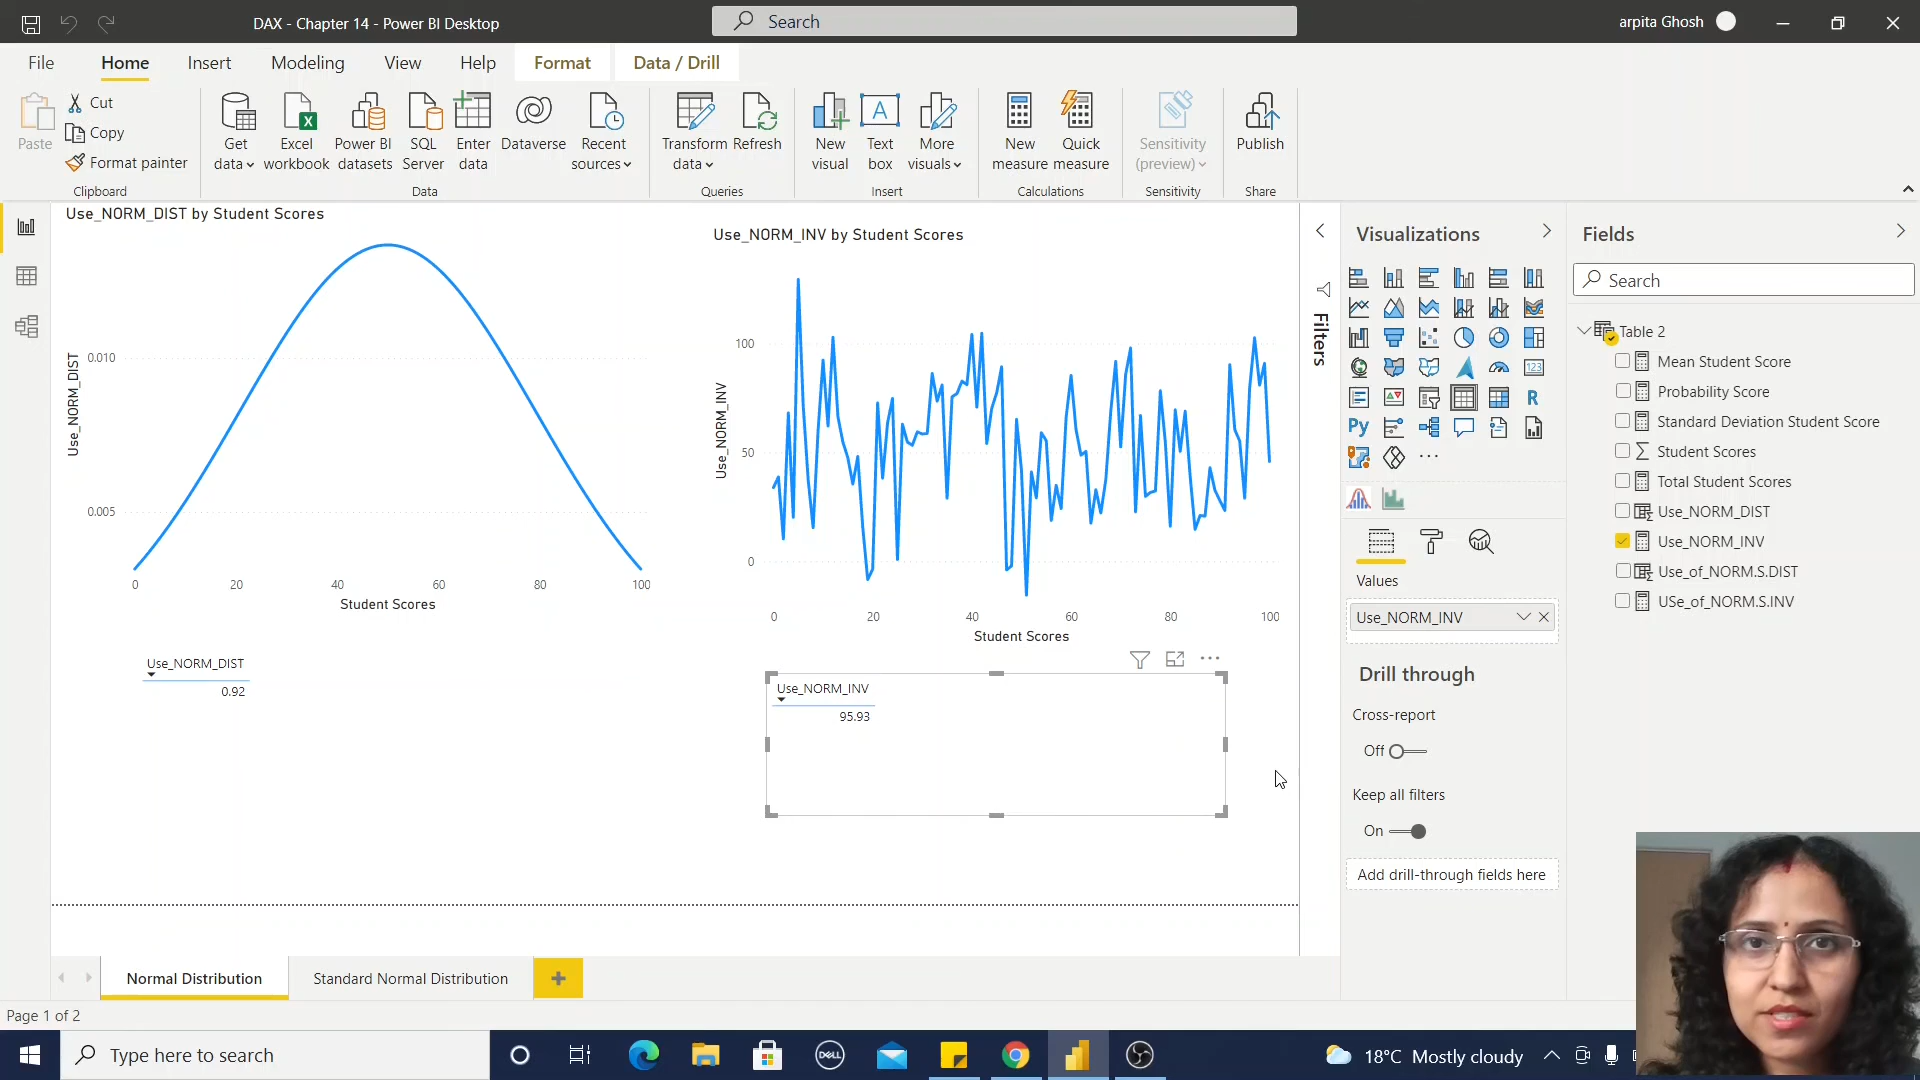 DAX - Chapter 14 - Power BI Desktop
Search
arpita Ghosh
File
Home
Insert
Modeling
View
Help
Format
Data / Drill
Paste
Cut
Copy
Format painter
Clipboard
Get
data
Excel
workbook
X
Power BI
datasets
SQL
Server
Enter
data
Dataverse
Recent
sources
Data
Transform
data
Refresh
Queries
New
visual
A
Text
box
More
visuals
Insert
New
measure
Quick
measure
Calculations
Sensitivity
(preview)
Sensitivity
Publish
Share
Use_NORM_DIST by Student Scores
Use_NORM_DIST
0.010
0.005
0 20 40 60 80 100
Student Scores
Use_NORM_INV by Student Scores
Use_NORM_INV
100
50
0
0 20 40 60 80 100
Student Scores
Use_NORM_DIST
0.92
Use_NORM_INV
95.93
Filters
Visualizations
123
R
Py
Values
Use_NORM_INV
Drill through
Cross-report
Off
Keep all filters
On
Add drill-through fields here
Fields
Search
Table 2
Mean Student Score
Probability Score
Standard Deviation Student Score
Student Scores
Total Student Scores
Use_NORM_DIST
Use_NORM_INV
Use_of_NORM.S.DIST
USe_of_NORM.S.INV
Normal Distribution
Standard Normal Distribution
Page 1 of 2
Type here to search
DELL
18°C Mostly cloudy